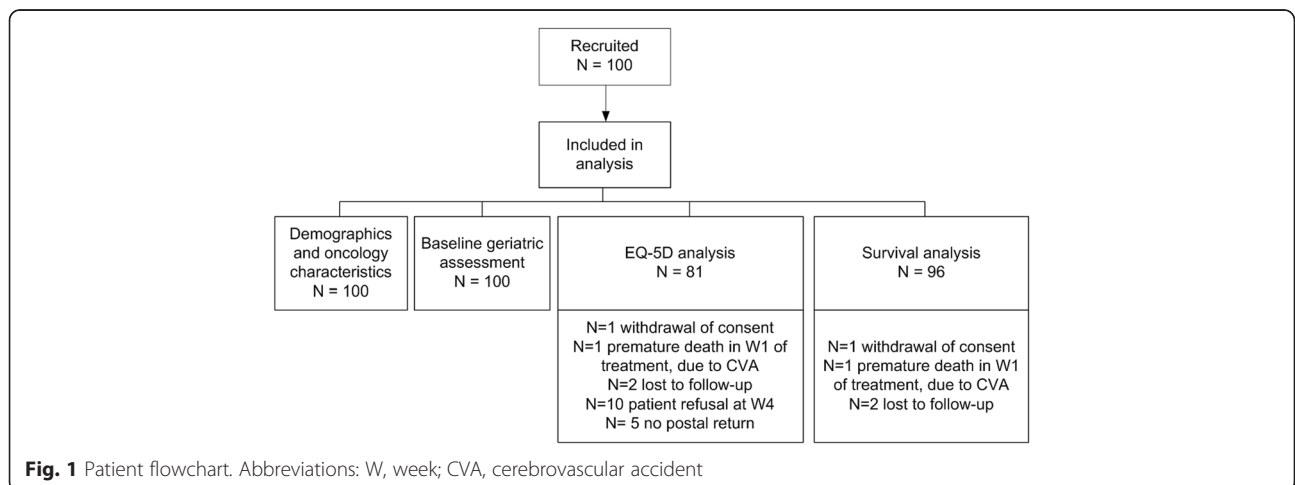 Recruited
N = 100
Included in
analysis
Demographics
and oncology
characteristics
N = 100
Baseline geriatric
assessment
N = 100
EQ-5D analysis
N = 81
Survival analysis
N = 96
N=1 withdrawal of consent
N=1 premature death in W1 of
treatment, due to CVA
N=2 lost to follow-up
N=10 patient refusal at W4
N= 5 no postal return
N=1 withdrawal of consent
N=1 premature death in W1
of treatment, due to CVA
N=2 lost to follow-up
Fig. 1 Patient flowchart. Abbreviations: W, week; CVA, cerebrovascular accident